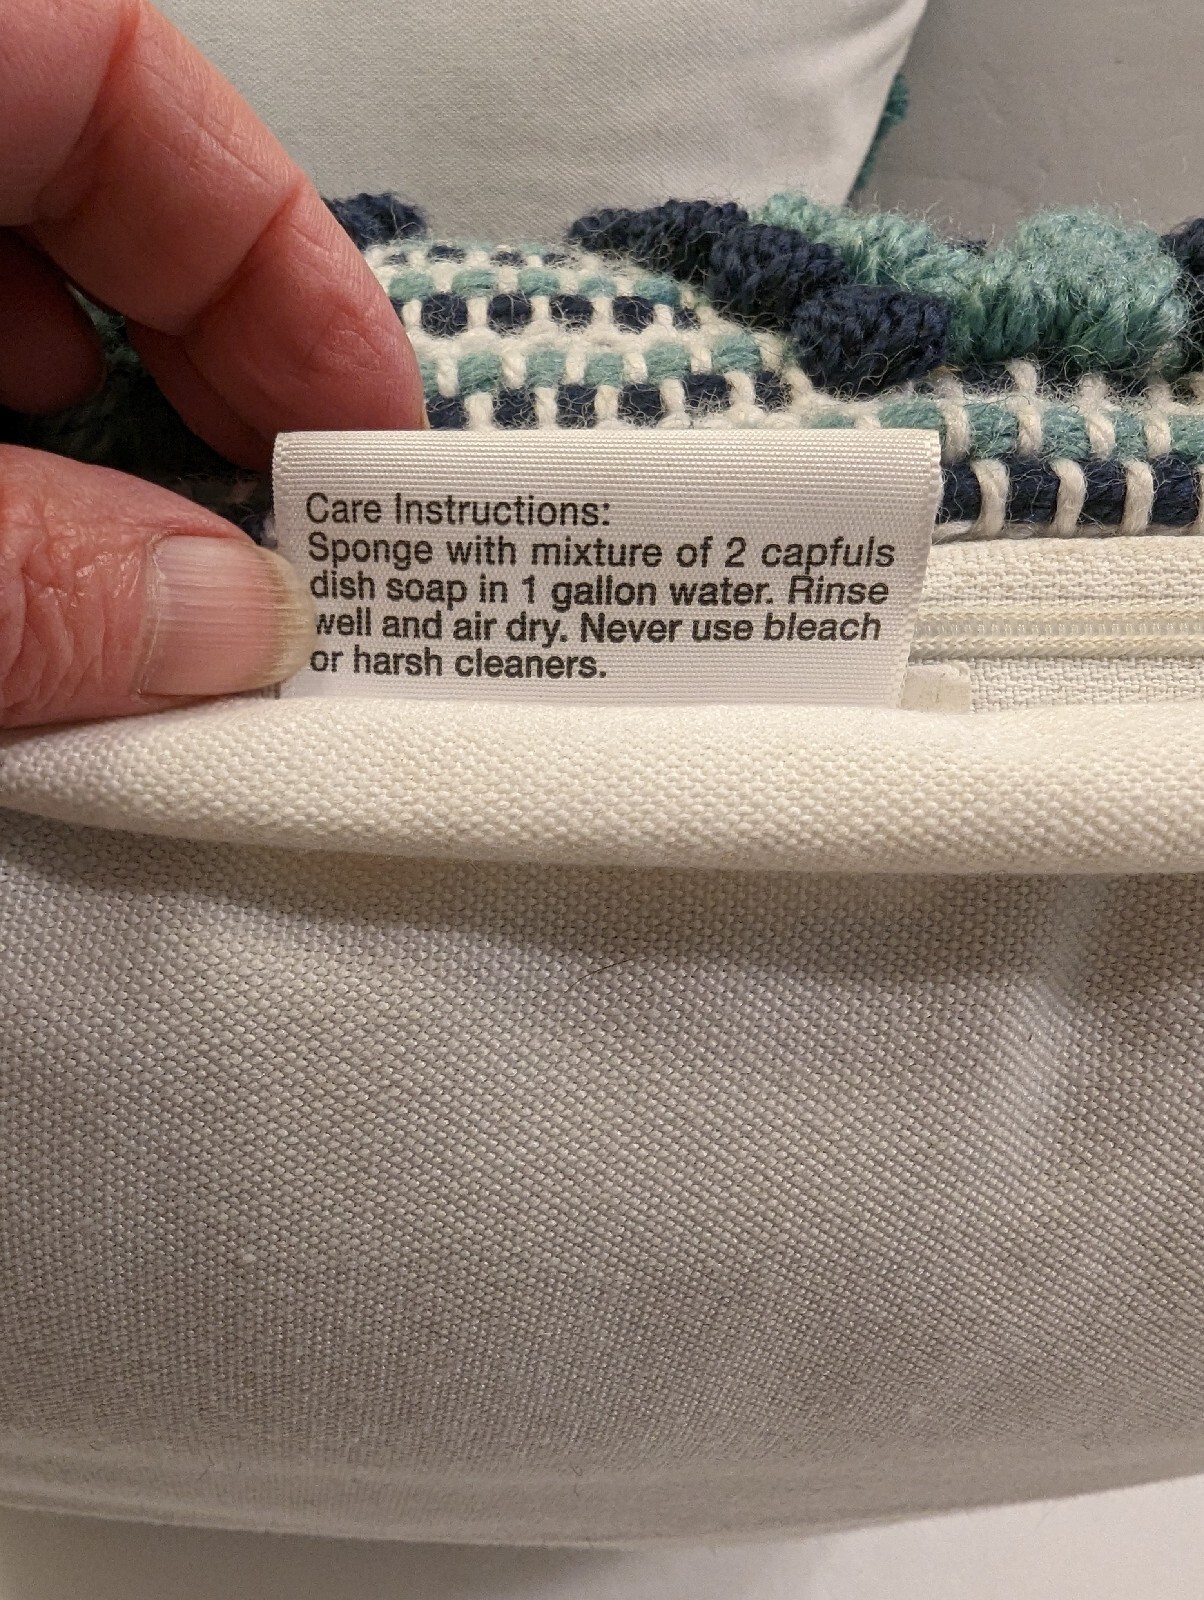 Care Instructions:
Sponge with mixture of 2 capfuls
dish soap in 1 gallon water. Rinse
well and air dry. Never use bleach
or harsh cleaners.